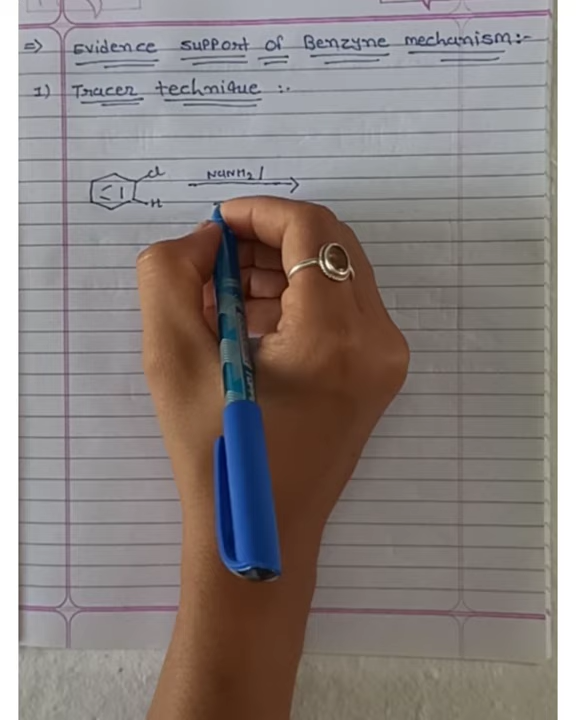 => Evidence support of Benzyne mechanism:-
1) Tracer technique :-
Cl
NaNH2 /
H